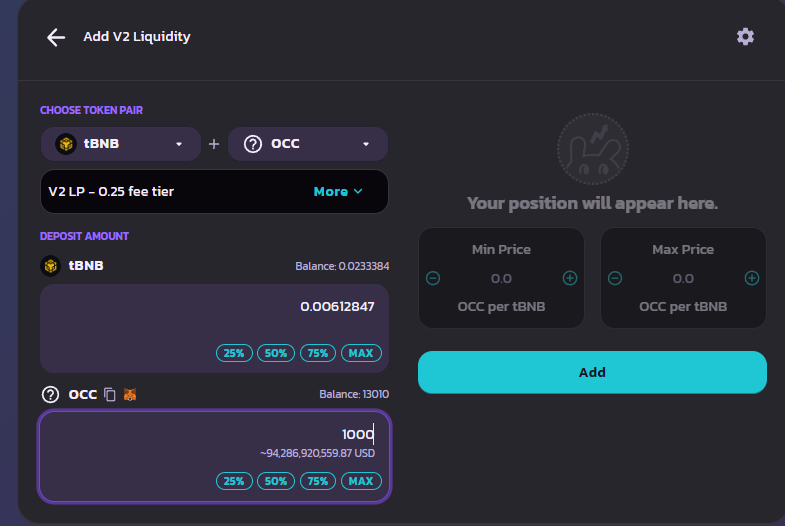 Add V2 Liquidity
CHOOSE TOKEN PAIR
tBNB + OCC
V2 LP - 0.25 fee tier More
DEPOSIT AMOUNT
tBNB Balance: 0.0233384
0.00612847
25% 50% 75% MAX
OCC Balance: 13010
1000
~94,286,920,559.87 USD
25% 50% 75% MAX
Your position will appear here.
Min Price Max Price
0.0 0.0
OCC per tBNB OCC per tBNB
Add